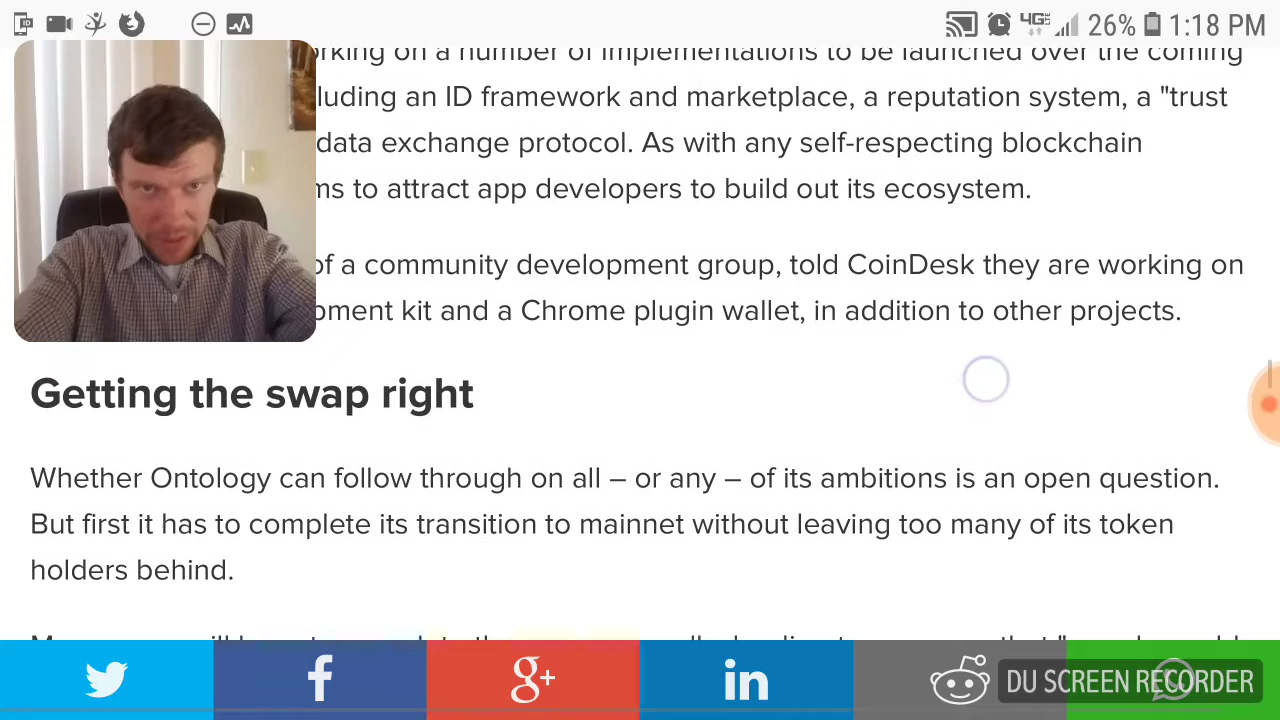 26% 1:18 PM
rking on a number of implementations to be launched over the coming
luding an ID framework and marketplace, a reputation system, a "trust
data exchange protocol. As with any self-respecting blockchain
ms to attract app developers to build out its ecosystem.
of a community development group, told CoinDesk they are working on
pment kit and a Chrome plugin wallet, in addition to other projects.
Getting the swap right
Whether Ontology can follow through on all – or any – of its ambitions is an open question.
But first it has to complete its transition to mainnet without leaving too many of its token
holders behind.
DU SCREEN RECORDER